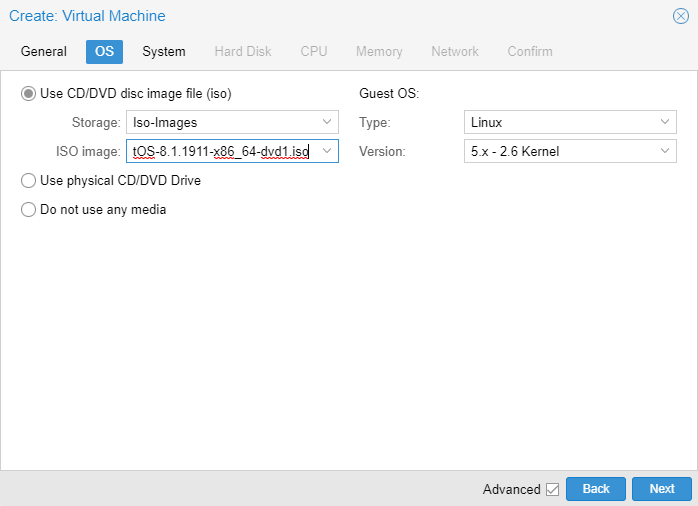 Create: Virtual Machine
General OS System Hard Disk CPU Memory Network Confirm
Use CD/DVD disc image file (iso) Guest OS:
Storage: Iso-Images Type: Linux
ISO image: tOS-8.1.1911-x86_64-dvd1.iso Version: 5.x - 2.6 Kernel
Use physical CD/DVD Drive
Do not use any media
Advanced Back Next